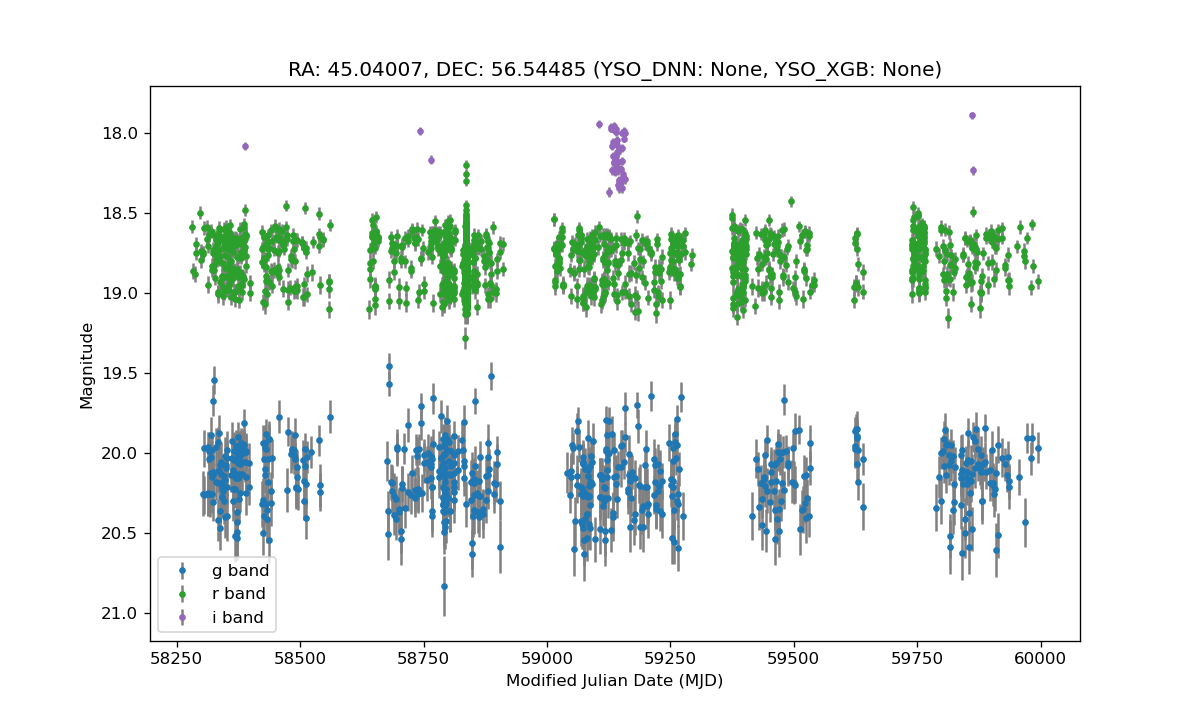 RA: 45.04007, DEC: 56.54485 (YSO_DNN: None, YSO_XGB: None)
18.0
18.5
19.0
19.5
20.0
20.5
21.0
Magnitude
g band
r band
i band
58250 58500 58750 59000 59250 59500 59750 60000
Modified Julian Date (MJD)